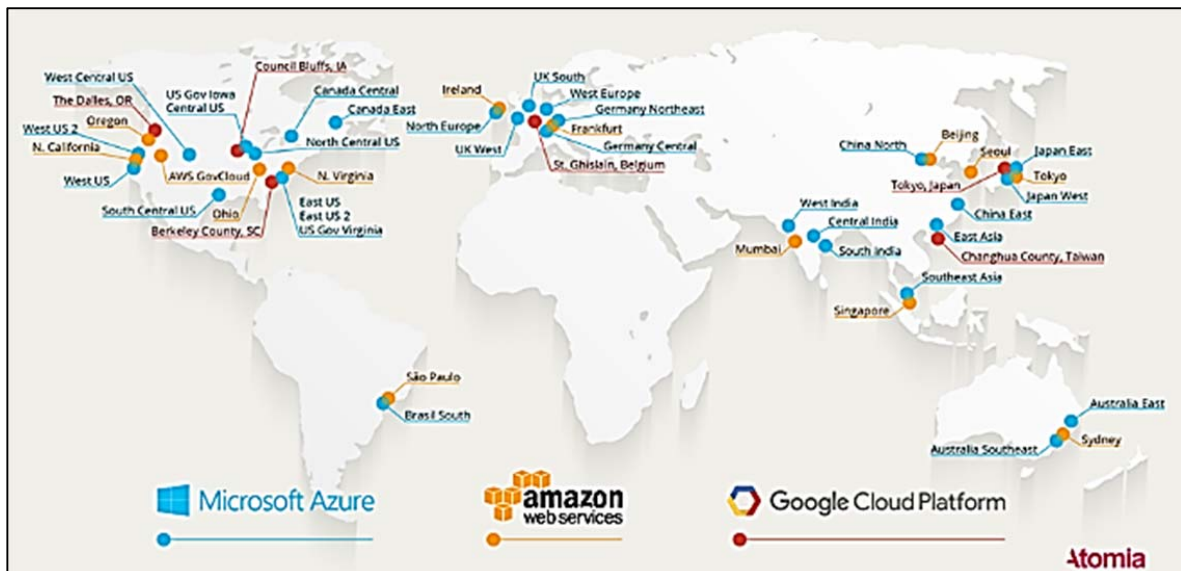 Council Bluffs, IA
West Central US
US Gov Iowa
Central US
The Dalles, OR
Canada Central
Oregon
Canada East
West US 2
North Central US
N. California
AWS GovCloud
N. Virginia
West US
South Central US
Ohio
East US
East US 2
US Gov Virginia
Berkeley County, SC
UK South
Ireland
West Europe
Germany Northeast
North Europe
Frankfurt
UK West
Germany Central
St. Ghislain, Belgium
Beijing
China North
Seoul
Japan East
Tokyo, Japan
Tokyo
Japan West
West India
Central India
China East
Mumbai
South India
East Asia
Changhua County, Taiwan
Southeast Asia
Singapore
São Paulo
Brasil South
Australia East
Australia Southeast
Sydney
Microsoft Azure
amazon
web services
Google Cloud Platform
Atomia